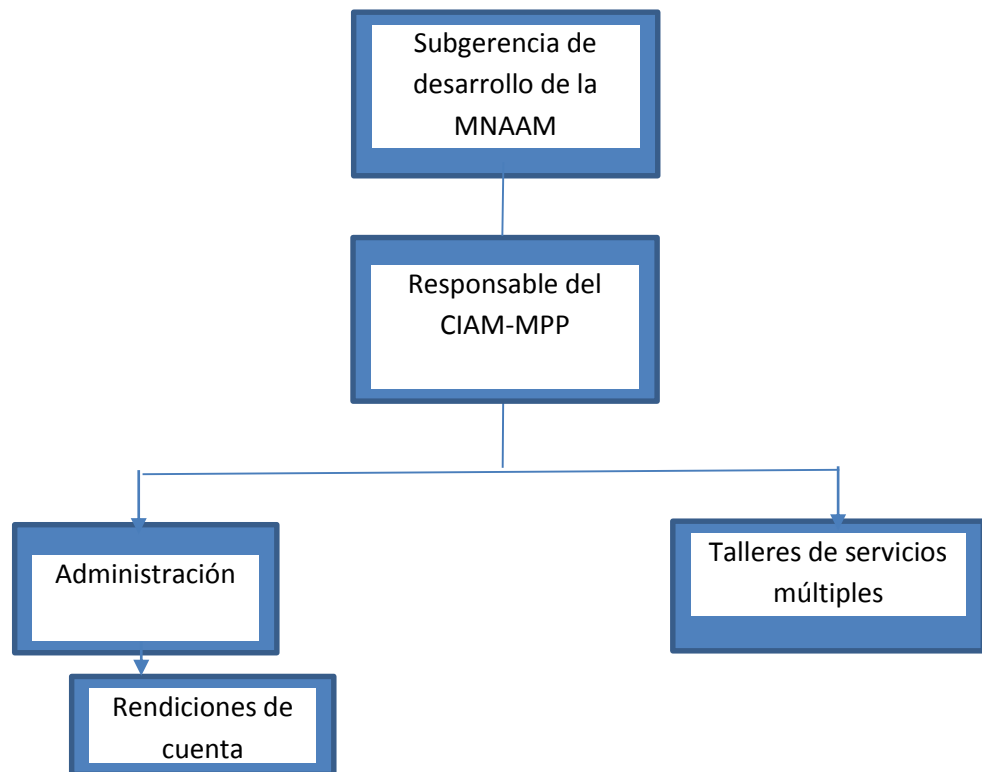 Subgerencia de
desarrollo de la
MNAAM
Responsable del
CIAM-MPP
Administración
Talleres de servicios
múltiples
Rendiciones de
cuenta